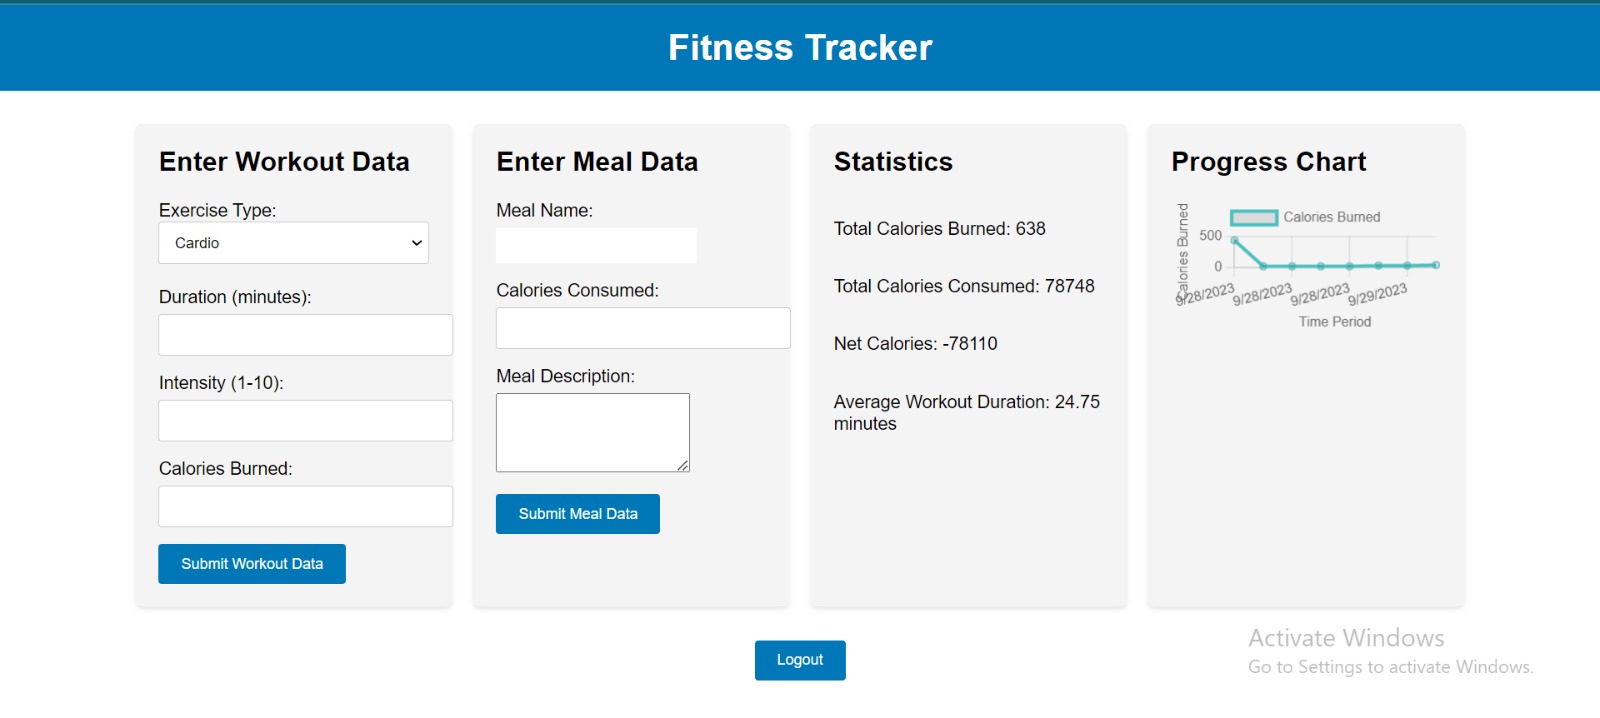 Fitness Tracker
Enter Workout Data
Exercise Type:
Cardio
Duration (minutes):
Intensity (1-10):
Calories Burned:
Submit Workout Data
Enter Meal Data
Meal Name:
Calories Consumed:
Meal Description:
Submit Meal Data
Statistics
Total Calories Burned: 638
Total Calories Consumed: 78748
Net Calories: -78110
Average Workout Duration: 24.75
minutes
Progress Chart
Calories Burned
Calories Burned
500
0
9/28/2023
9/28/2023
9/28/2023
9/29/2023
Time Period
Logout
Activate Windows
Go to Settings to activate Windows.